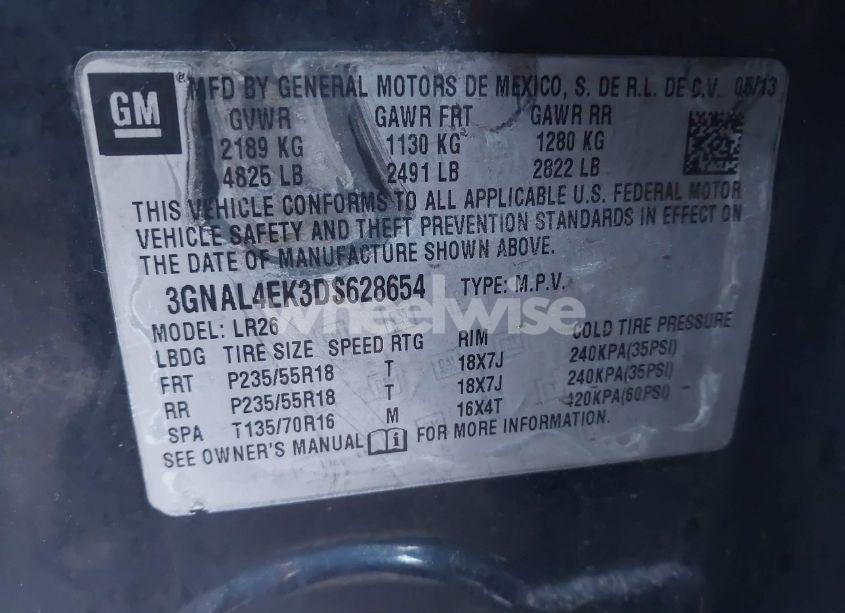 GM ® MFD BY GENERAL MOTORS DE MEXICO, S. DE R.L. DE C.V. 05/13
GVWR GAWR FRT GAWR RR
2189 KG 1130 KG 1280 KG
4825 LB 2491 LB 2822 LB
THIS VEHICLE CONFORMS TO ALL APPLICABLE U.S. FEDERAL MOTOR
VEHICLE SAFETY AND THEFT PREVENTION STANDARDS IN EFFECT ON
THE DATE OF MANUFACTURE SHOWN ABOVE.
3GNAL4EK3DS628654 TYPE: M.P.V.
wheelwise
MODEL: LR26
LBDG TIRE SIZE SPEED RTG RIM COLD TIRE PRESSURE
FRT P235/55R18 T 18X7J 240KPA(35PSI)
RR P235/55R18 T 18X7J 240KPA(35PSI)
SPA T135/70R16 M 16X4T 420KPA(60PSI)
SEE OWNER'S MANUAL FOR MORE INFORMATION.